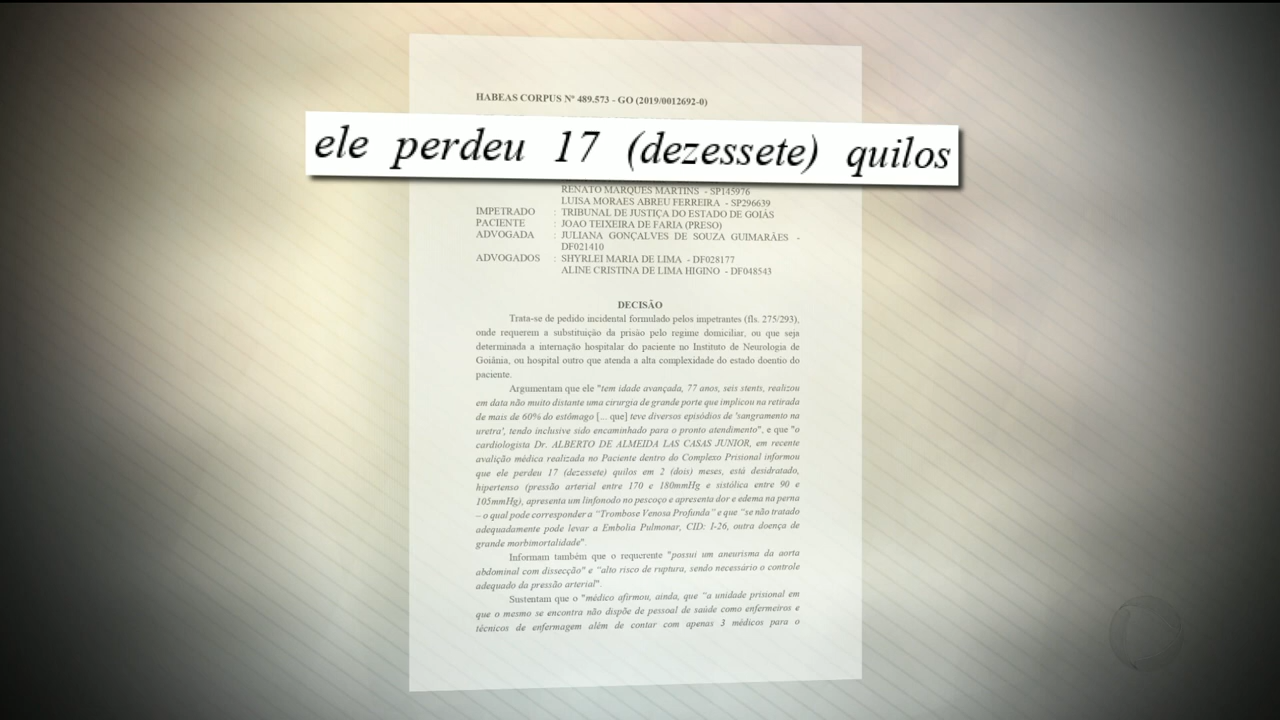 HABEAS CORPUS Nº 489.573 - GO (2019/0012692-0)
ele perdeu 17 (dezessete) quilos
RENATO MARQUES MARTINS - SP145976
LUISA MORAES ABREU FERREIRA - SP296639
IMPETRADO : TRIBUNAL DE JUSTIÇA DO ESTADO DE GOIÁS
PACIENTE : JOAO TEIXEIRA DE FARIA (PRESO)
ADVOGADA : JULIANA GONÇALVES DE SOUZA GUIMARÃES -
DF021410
ADVOGADOS : SHYRLEI MARIA DE LIMA - DF028177
ALINE CRISTINA DE LIMA HIGINO - DF048543
DECISÃO
Trata-se de pedido incidental formulado pelos impetrantes (fls. 275/293),
onde requerem a substituição da prisão pelo regime domiciliar, ou que seja
determinada a internação hospitalar do paciente no Instituto de Neurologia de
Goiânia, ou hospital outro que atenda a alta complexidade do estado doentio do
paciente.
Argumentam que ele "tem idade avançada, 77 anos, seis stents, realizou
em data não muito distante uma cirurgia de grande porte que implicou na retirada
de mais de 60% do estômago [... que] teve diversos episódios de 'sangramento na
uretra', tendo inclusive sido encaminhado para o pronto atendimento", e que "o
cardiologista Dr. ALBERTO DE ALMEIDA LAS CASAS JUNIOR, em recente
avalição médica realizada no Paciente dentro do Complexo Prisional informou
que ele perdeu 17 (dezessete) quilos em 2 (dois) meses, está desidratado,
hipertenso (pressão arterial entre 170 e 180mmHg e sistólica entre 90 e
105mmHg), apresenta um linfonodo no pescoço e apresenta dor e edema na perna
– o qual pode corresponder a "Trombose Venosa Profunda" e que "se não tratado
adequadamente pode levar a Embolia Pulmonar, CID: I-26, outra doença de
grande morbimortalidade".
Informam também que o requerente "possui um aneurisma da aorta
abdominal com dissecção" e "alto risco de ruptura, sendo necessário o controle
adequado da pressão arterial".
Sustentam que o "médico afirmou, ainda, que "a unidade prisional em
que o mesmo se encontra não dispõe de pessoal de saúde como enfermeiros e
técnicos de enfermagem além de contar com apenas 3 médicos para o